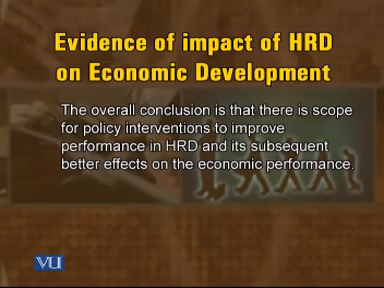 Evidence of impact of HRD
on Economic Development
The overall conclusion is that there is scope
for policy interventions to improve
performance in HRD and its subsequent
better effects on the economic performance.
VU